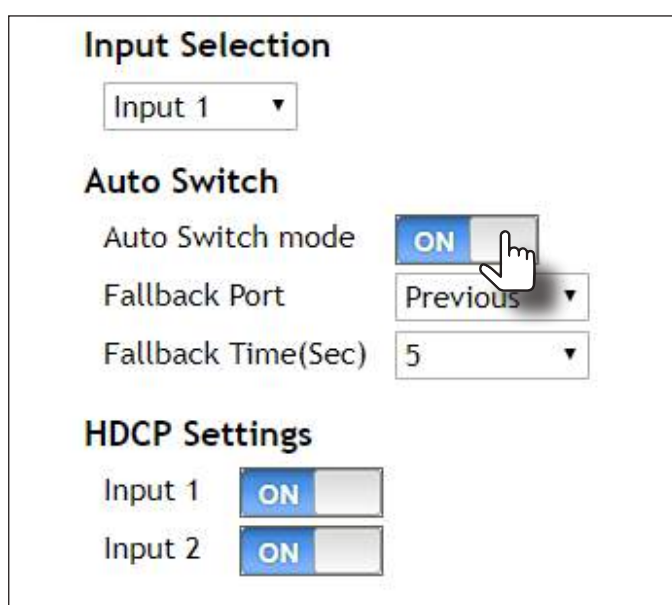 Input Selection
Input 1
Auto Switch
Auto Switch mode ON
Fallback Port Previous
Fallback Time(Sec) 5
HDCP Settings
Input 1 ON
Input 2 ON